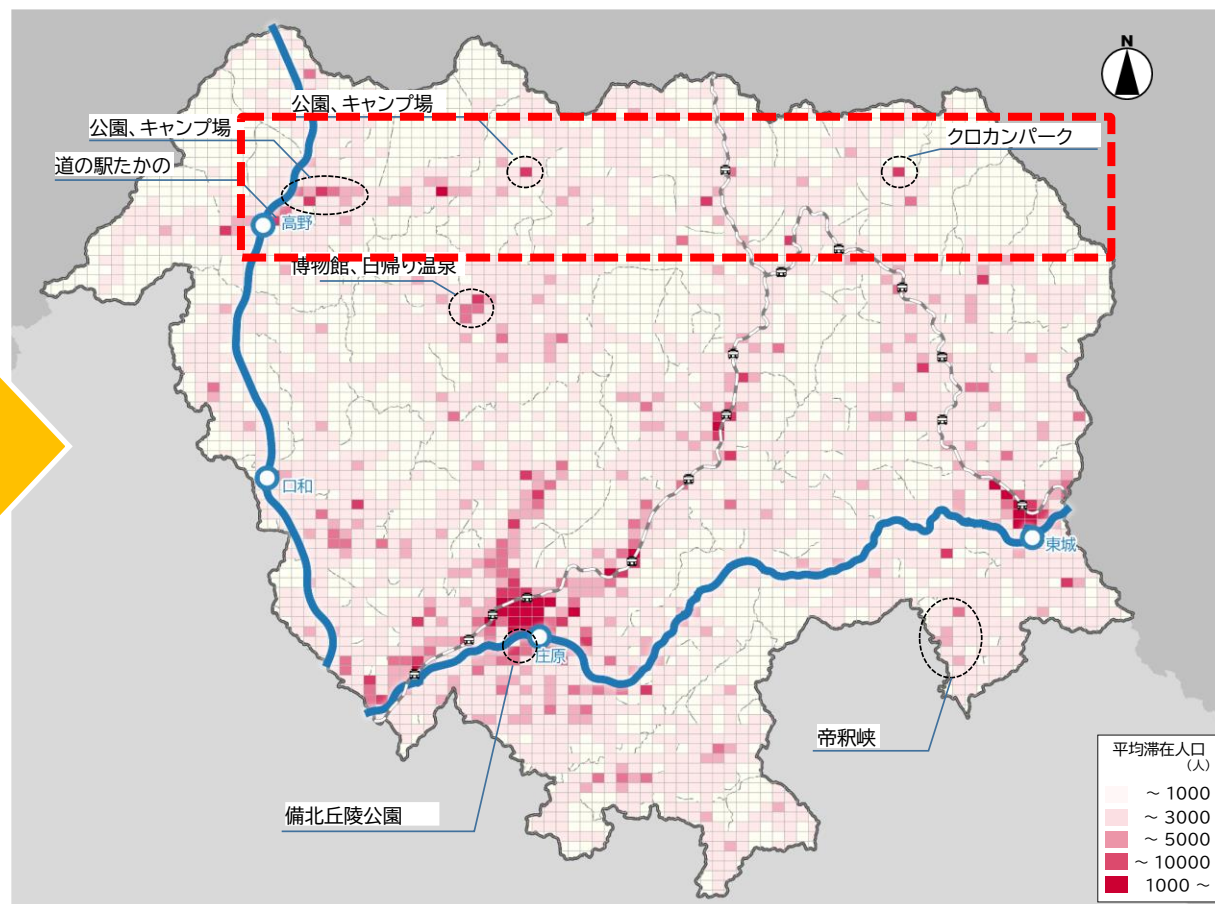 N
公園、キャンプ場
公園、キャンプ場
クロカンパーク
道の駅たかの
高野
博物館、日帰り温泉
口和
東城
庄原
帝釈峡
備北丘陵公園
平均滞在人口
(人)
～ 1000
～ 3000
～ 5000
～ 10000
1000 ～